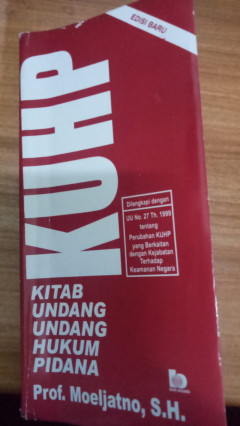 EDISI BARU
KUHP
Dilengkapi dengan
UU No. 27 Th. 1999
tentang
Perubahan KUHP
yang Berkaitan
dengan Kejahatan
Terhadap
Keamanan Negara
KITAB
UNDANG
UNDANG
HUKUM
PIDANA
Prof. Moeljatno, S.H.